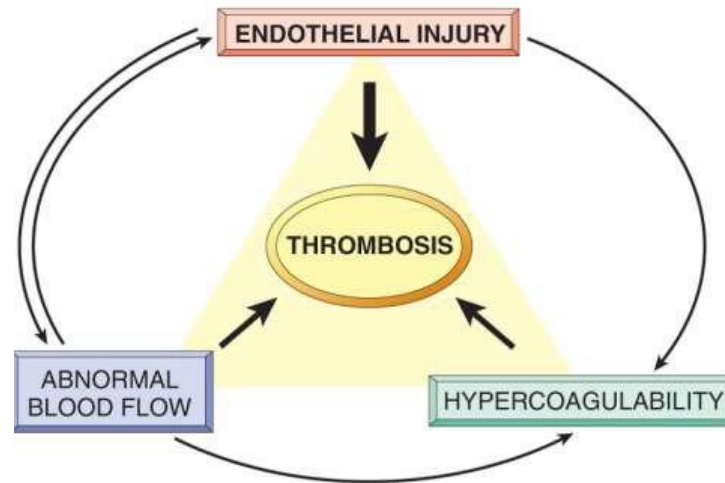 ENDOTHELIAL INJURY
THROMBOSIS
ABNORMAL
BLOOD FLOW
HYPERCOAGULABILITY